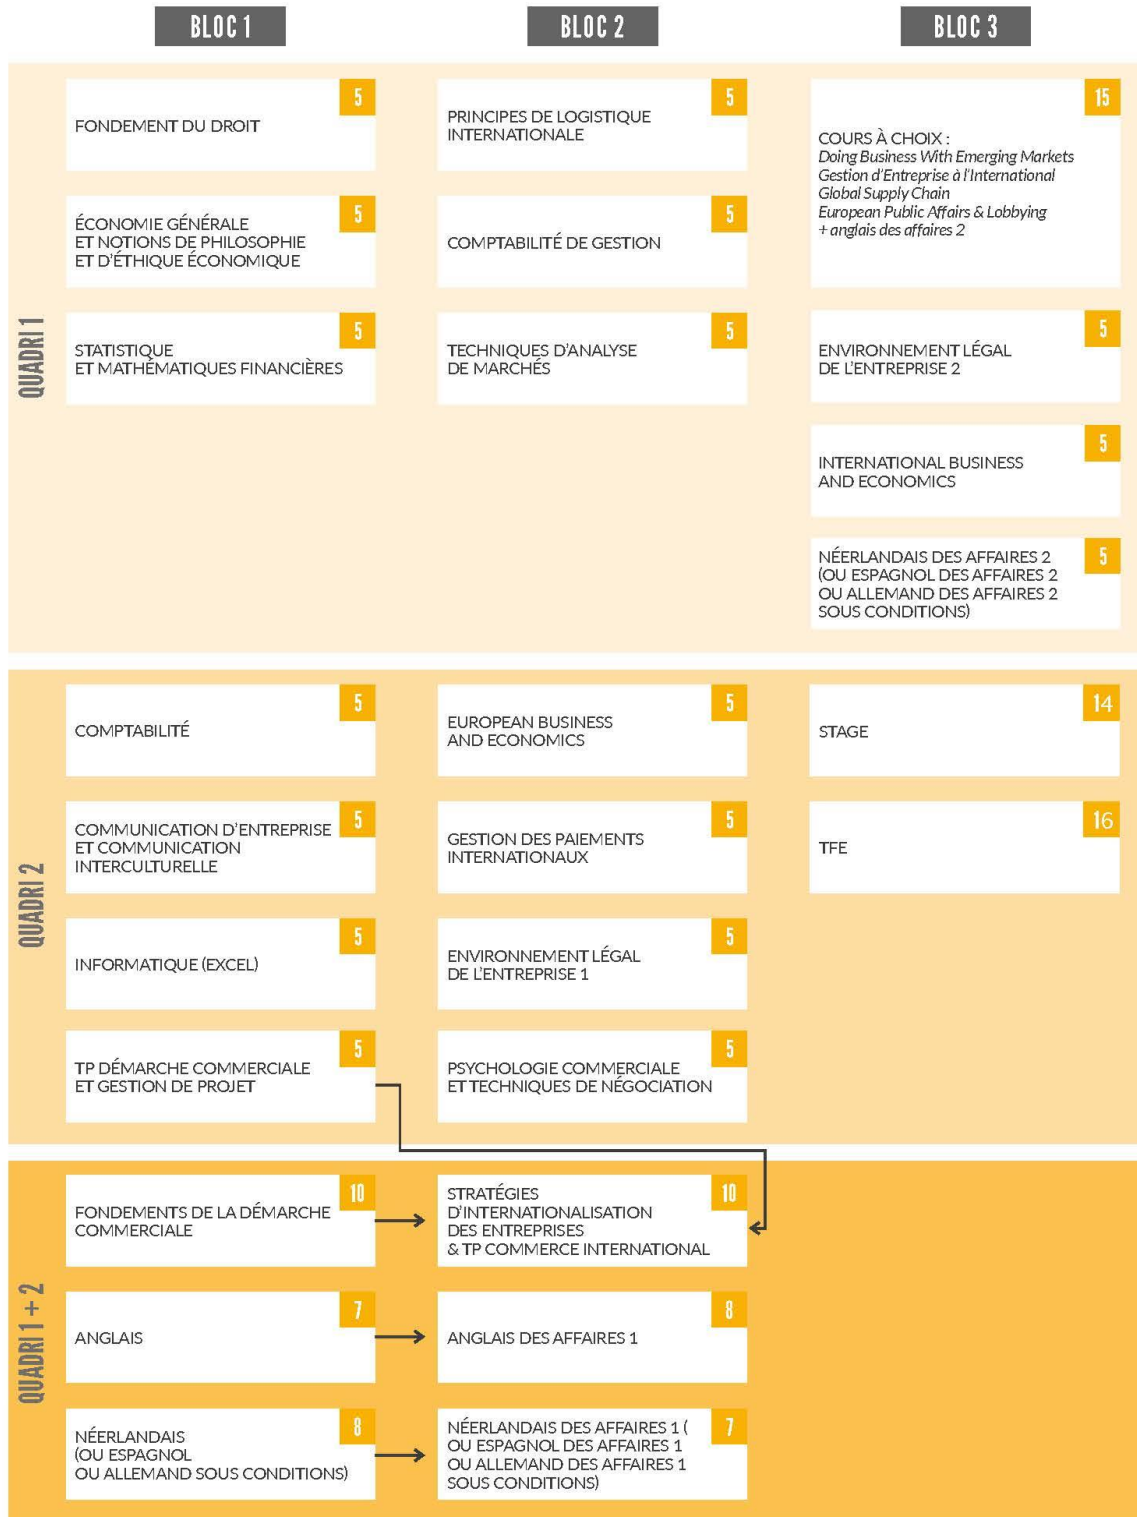 BLOC 1
BLOC 2
BLOC 3
QUADRI 1
5
FONDEMENT DU DROIT
5
PRINCIPES DE LOGISTIQUE
INTERNATIONALE
15
COURS À CHOIX :
Doing Business With Emerging Markets
Gestion d'Entreprise à l'International
Global Supply Chain
European Public Affairs & Lobbying
+ anglais des affaires 2
5
ÉCONOMIE GÉNÉRALE
ET NOTIONS DE PHILOSOPHIE
ET D'ÉTHIQUE ÉCONOMIQUE
5
COMPTABILITÉ DE GESTION
5
STATISTIQUE
ET MATHÉMATIQUES FINANCIÈRES
5
TECHNIQUES D'ANALYSE
DE MARCHÉS
5
ENVIRONNEMENT LÉGAL
DE L'ENTREPRISE 2
5
INTERNATIONAL BUSINESS
AND ECONOMICS
5
NÉERLANDAIS DES AFFAIRES 2
(OU ESPAGNOL DES AFFAIRES 2
OU ALLEMAND DES AFFAIRES 2
SOUS CONDITIONS)
QUADRI 2
5
COMPTABILITÉ
5
EUROPEAN BUSINESS
AND ECONOMICS
14
STAGE
5
COMMUNICATION D'ENTREPRISE
ET COMMUNICATION
INTERCULTURELLE
5
GESTION DES PAIEMENTS
INTERNATIONAUX
16
TFE
5
INFORMATIQUE (EXCEL)
5
ENVIRONNEMENT LÉGAL
DE L'ENTREPRISE 1
5
TP DÉMARCHE COMMERCIALE
ET GESTION DE PROJET
5
PSYCHOLOGIE COMMERCIALE
ET TECHNIQUES DE NÉGOCIATION
QUADRI 1 + 2
10
FONDEMENTS DE LA DÉMARCHE
COMMERCIALE
10
STRATÉGIES
D'INTERNATIONALISATION
DES ENTREPRISES
& TP COMMERCE INTERNATIONAL
7
ANGLAIS
8
ANGLAIS DES AFFAIRES 1
8
NÉERLANDAIS
(OU ESPAGNOL
OU ALLEMAND SOUS CONDITIONS)
7
NÉERLANDAIS DES AFFAIRES 1 (
OU ESPAGNOL DES AFFAIRES 1
OU ALLEMAND DES AFFAIRES 1
SOUS CONDITIONS)